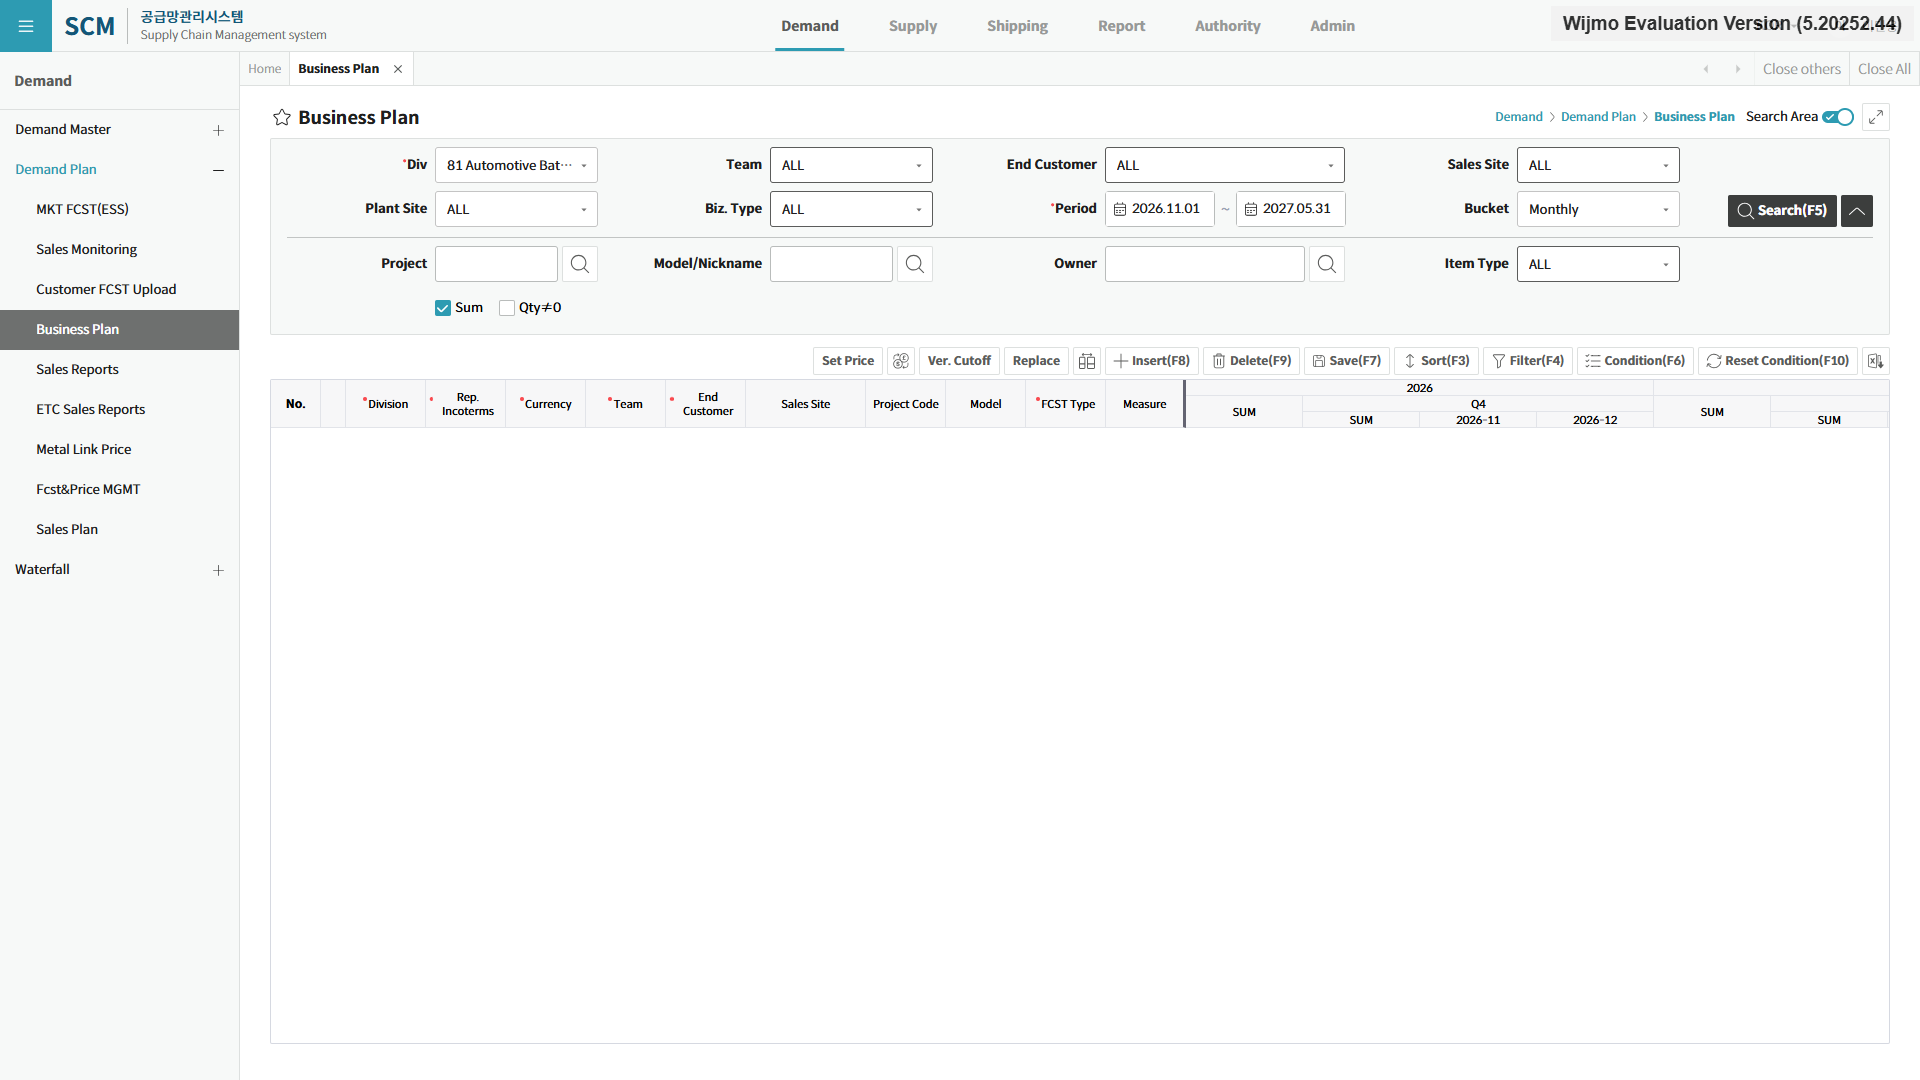 SCM
공급망관리시스템
Supply Chain Management system
Demand
Supply
Shipping
Report
Authority
Admin
Wijmo Evaluation Version (5.20252.44)
Demand
Home
Business Plan
Close others
Close All
Demand Master
Demand Plan
MKT FCST(ESS)
Sales Monitoring
Customer FCST Upload
Business Plan
Sales Reports
ETC Sales Reports
Metal Link Price
Fcst&Price MGMT
Sales Plan
Waterfall
Business Plan
Demand > Demand Plan > Business Plan
Search Area
*Div 81 Automotive Bat···
Team ALL
End Customer ALL
Sales Site ALL
Plant Site ALL
Biz. Type ALL
*Period 2026.11.01 ~ 2027.05.31
Bucket Monthly
Search(F5)
Project
Model/Nickname
Owner
Item Type ALL
Sum
Qty≠0
Set Price
Ver. Cutoff
Replace
Insert(F8)
Delete(F9)
Save(F7)
Sort(F3)
Filter(F4)
Condition(F6)
Reset Condition(F10)
No.
*Division
*Rep. Incoterms
*Currency
*Team
*End Customer
Sales Site
Project Code
Model
*FCST Type
Measure
2026
SUM
Q4
SUM
2026-11
2026-12
SUM
SUM